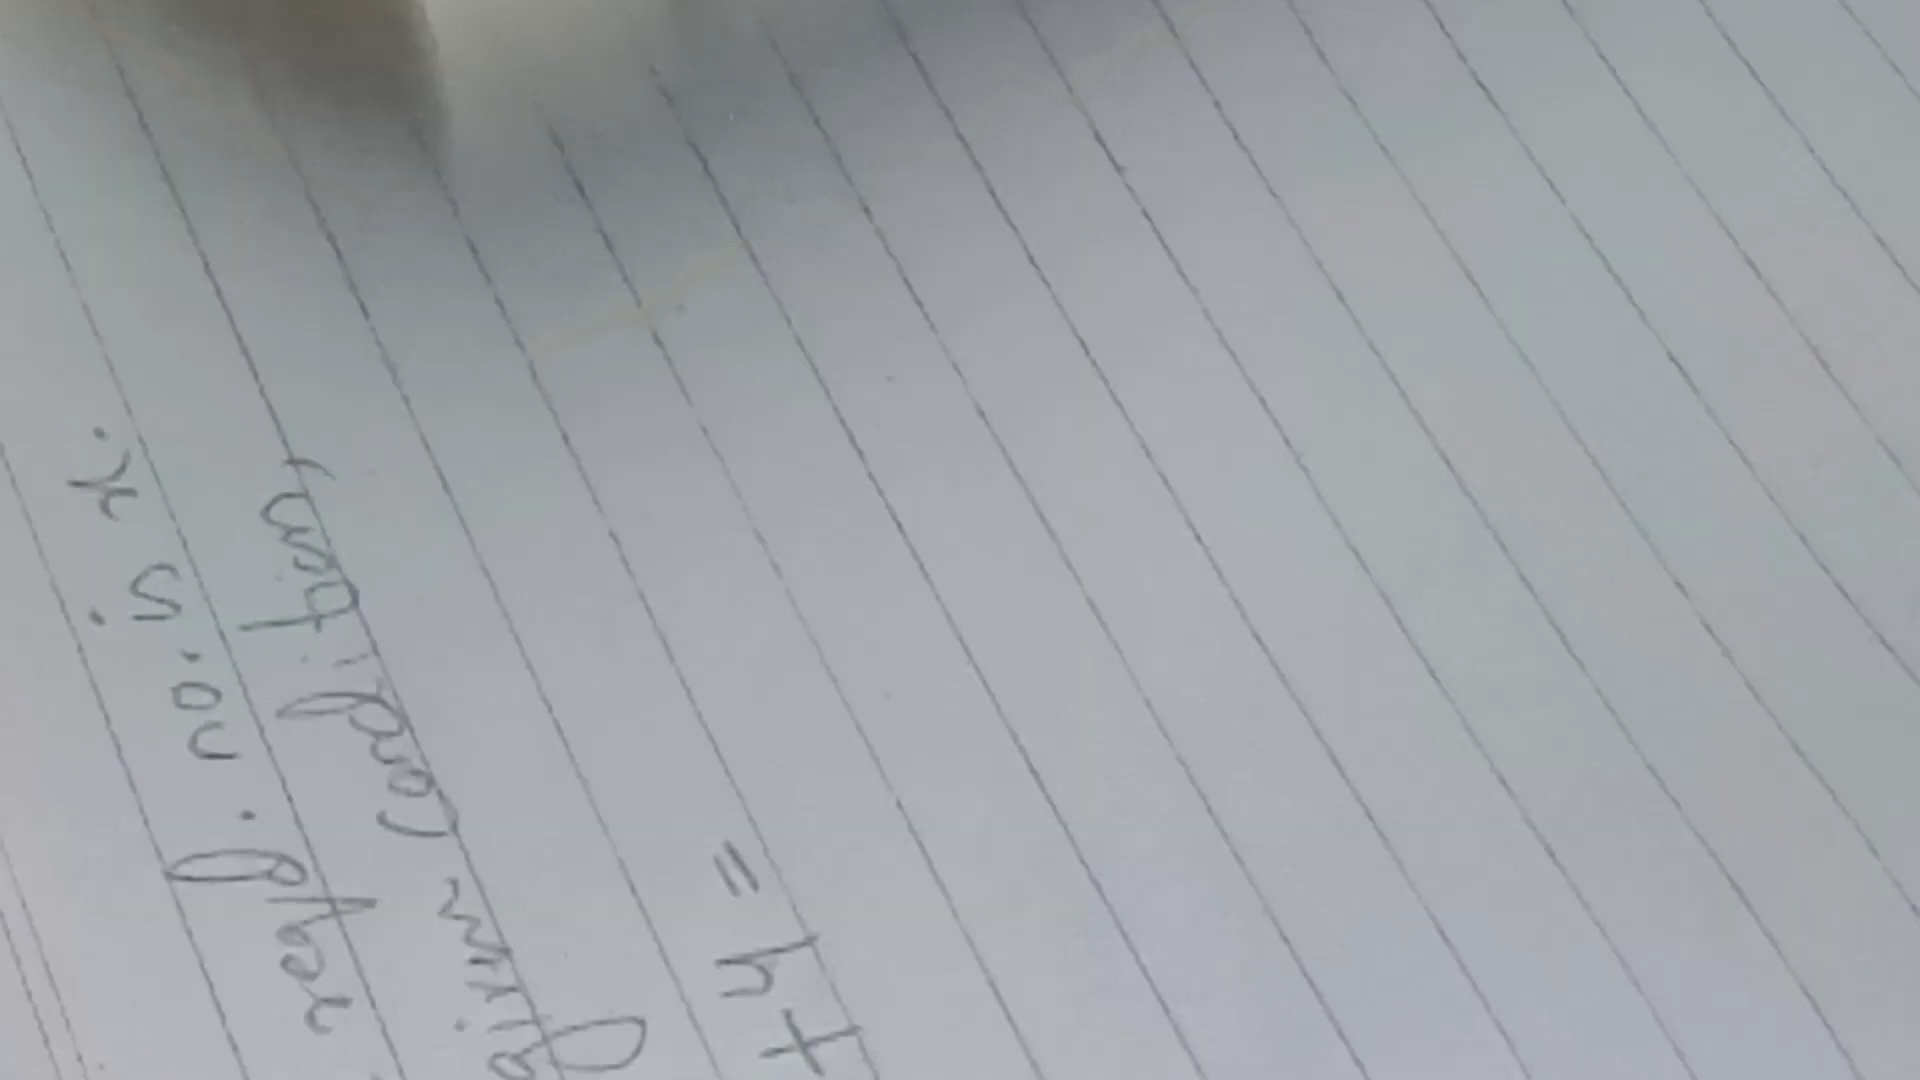 reqd. no. is x.
Given condition,
+ 4 =